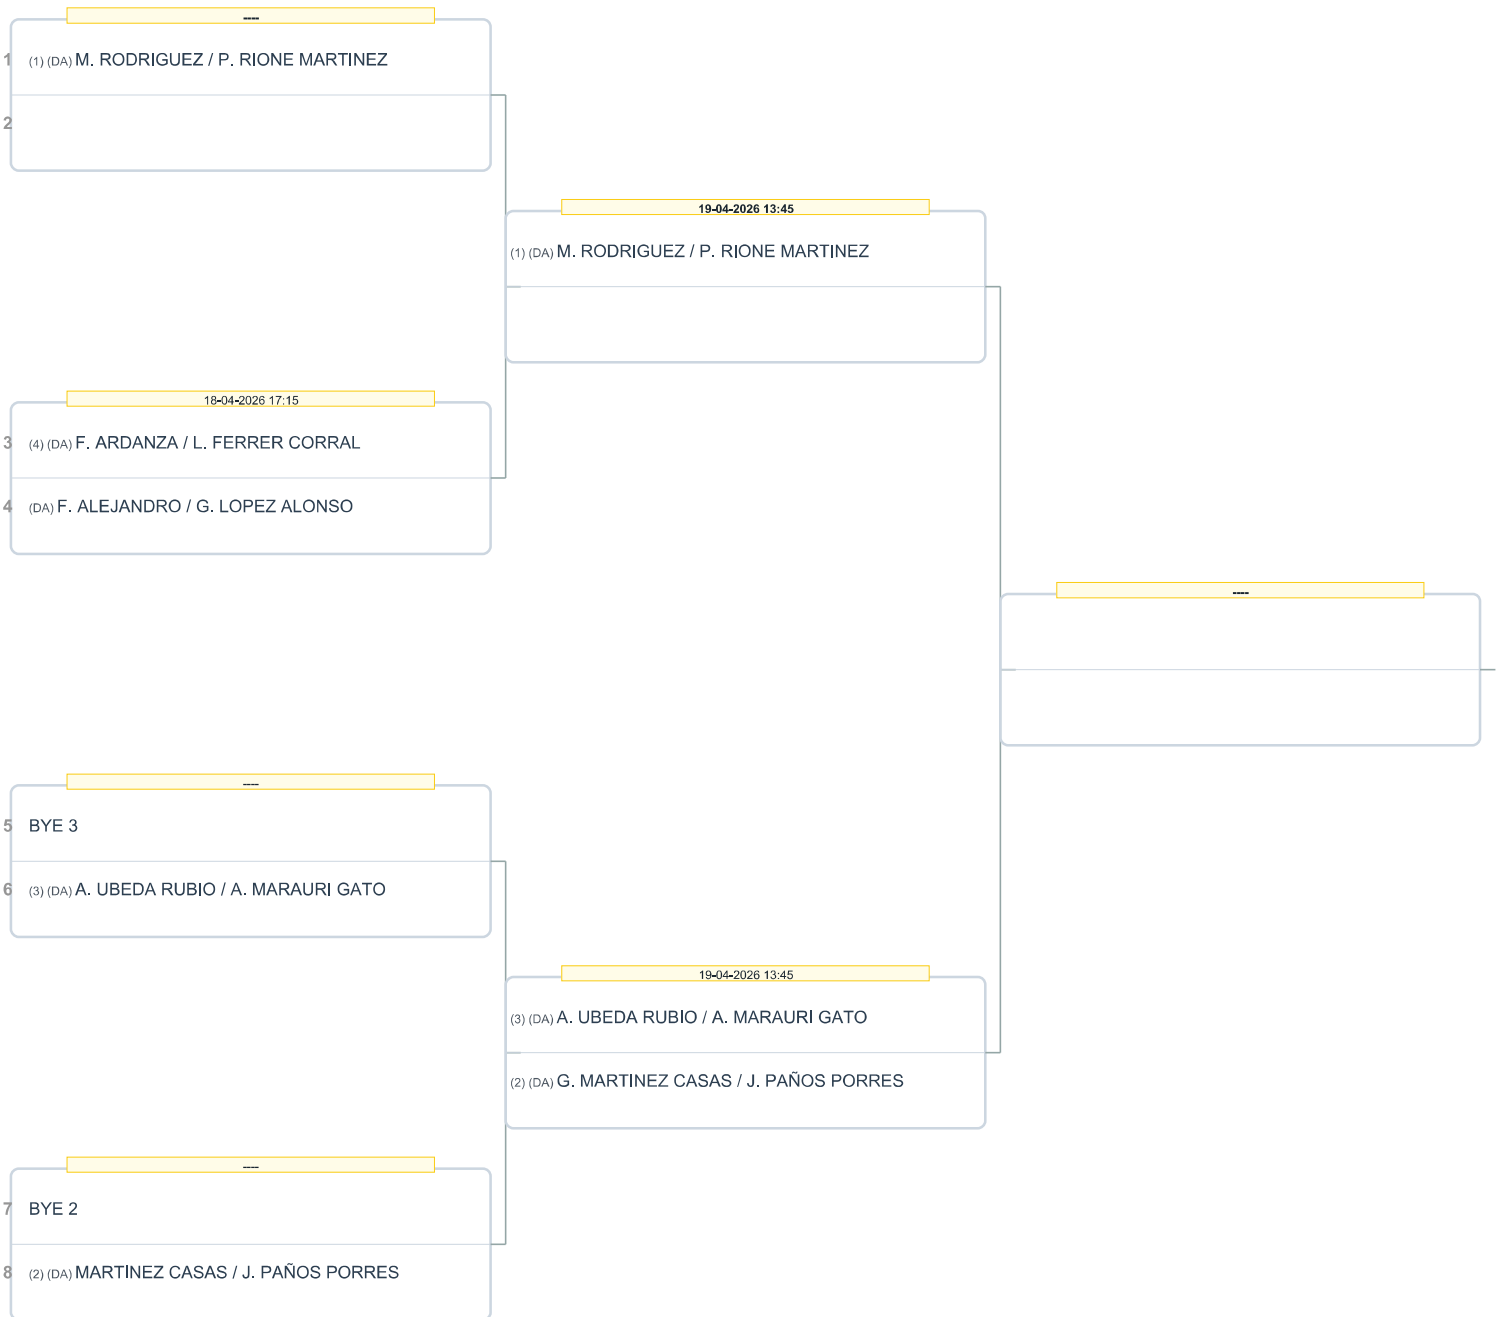 ----
1 (1) (DA) M. RODRIGUEZ / P. RIONE MARTINEZ
2
19-04-2026 13:45
(1) (DA) M. RODRIGUEZ / P. RIONE MARTINEZ
18-04-2026 17:15
3 (4) (DA) F. ARDANZA / L. FERRER CORRAL
4 (DA) F. ALEJANDRO / G. LOPEZ ALONSO
----
----
5 BYE 3
6 (3) (DA) A. UBEDA RUBIO / A. MARAURI GATO
19-04-2026 13:45
(3) (DA) A. UBEDA RUBIO / A. MARAURI GATO
(2) (DA) G. MARTINEZ CASAS / J. PAÑOS PORRES
----
7 BYE 2
8 (2) (DA) MARTINEZ CASAS / J. PAÑOS PORRES